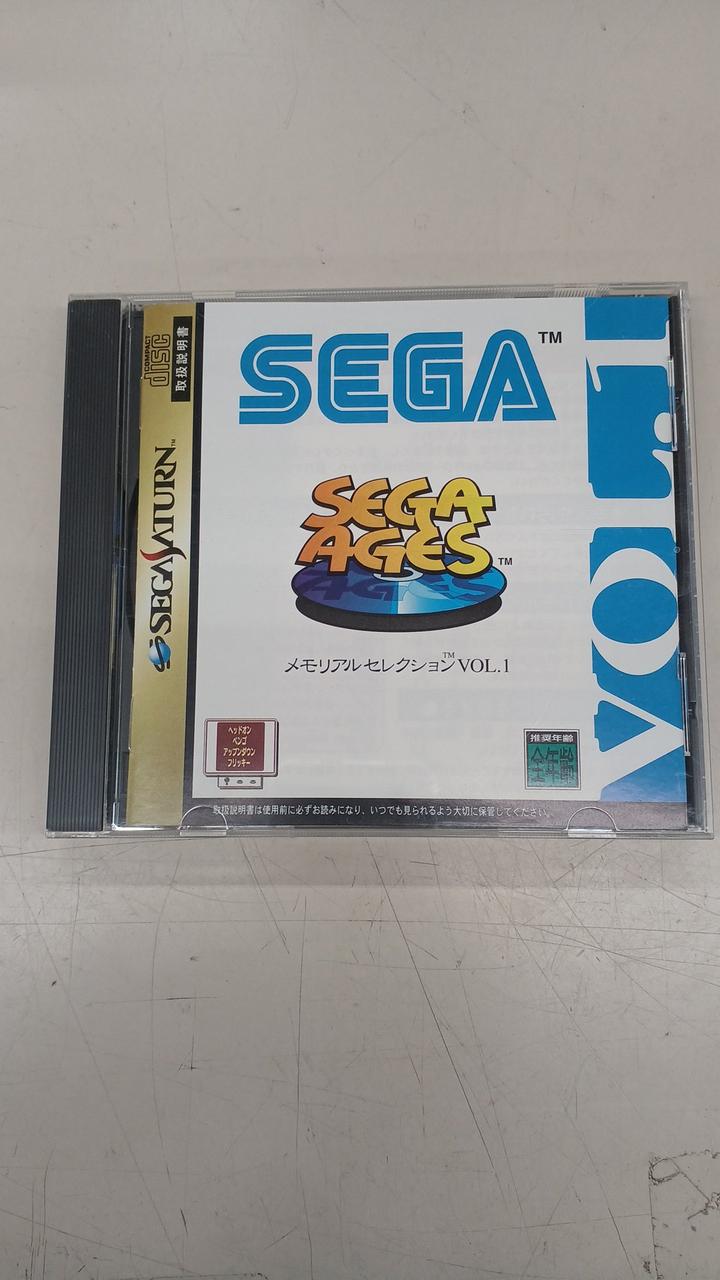 COMPACT
disc
取扱説明書
SEGA SATURN™
SEGA™
SEGA
AGES™
メモリアル セレクション™ VOL.1
ヘッドオン
ペンゴ
アップンダウン
フリッキー
推奨年齢
全年齢
取扱説明書は使用前に必ずお読みになり、いつでも見られるよう大切に保管してください。
VOL.1